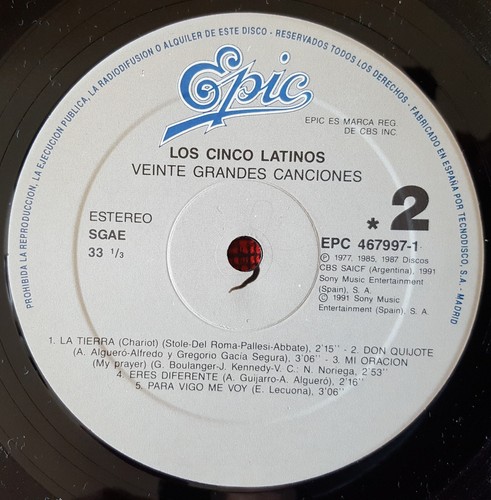 PROHIBIDA LA REPRODUCCION, LA EJECUCION PUBLICA, LA RADIODIFUSION O ALQUILER DE ESTE DISCO - RESERVADOS TODOS LOS DERECHOS - FABRICADO EN ESPAÑA POR TECNODISCO, S.A. - MADRID
Epic
EPIC ES MARCA REG.
DE CBS INC.
LOS CINCO LATINOS
VEINTE GRANDES CANCIONES
ESTEREO
SGAE
33 1/3
* 2
EPC 467997-1
Ⓟ 1977, 1985, 1987 Discos
CBS SAICF (Argentina), 1991
Sony Music Entertainment
(Spain), S. A.
© 1991 Sony Music
Entertainment (Spain), S. A.
1. LA TIERRA (Chariot) (Stole-Del Roma-Pallesi-Abbate), 2'15" - 2. DON QUIJOTE
(A. Algueró-Alfredo y Gregorio Gacía Segura), 3'06" - 3. MI ORACION
(My prayer) (G. Boulanger-J. Kennedy-V. C. N. Noriega, 2'53"
4. ERES DIFERENTE (A. Guijarro-A. Algueró), 2'16"
5. PARA VIGO ME VOY (E. Lecuona), 3'06"